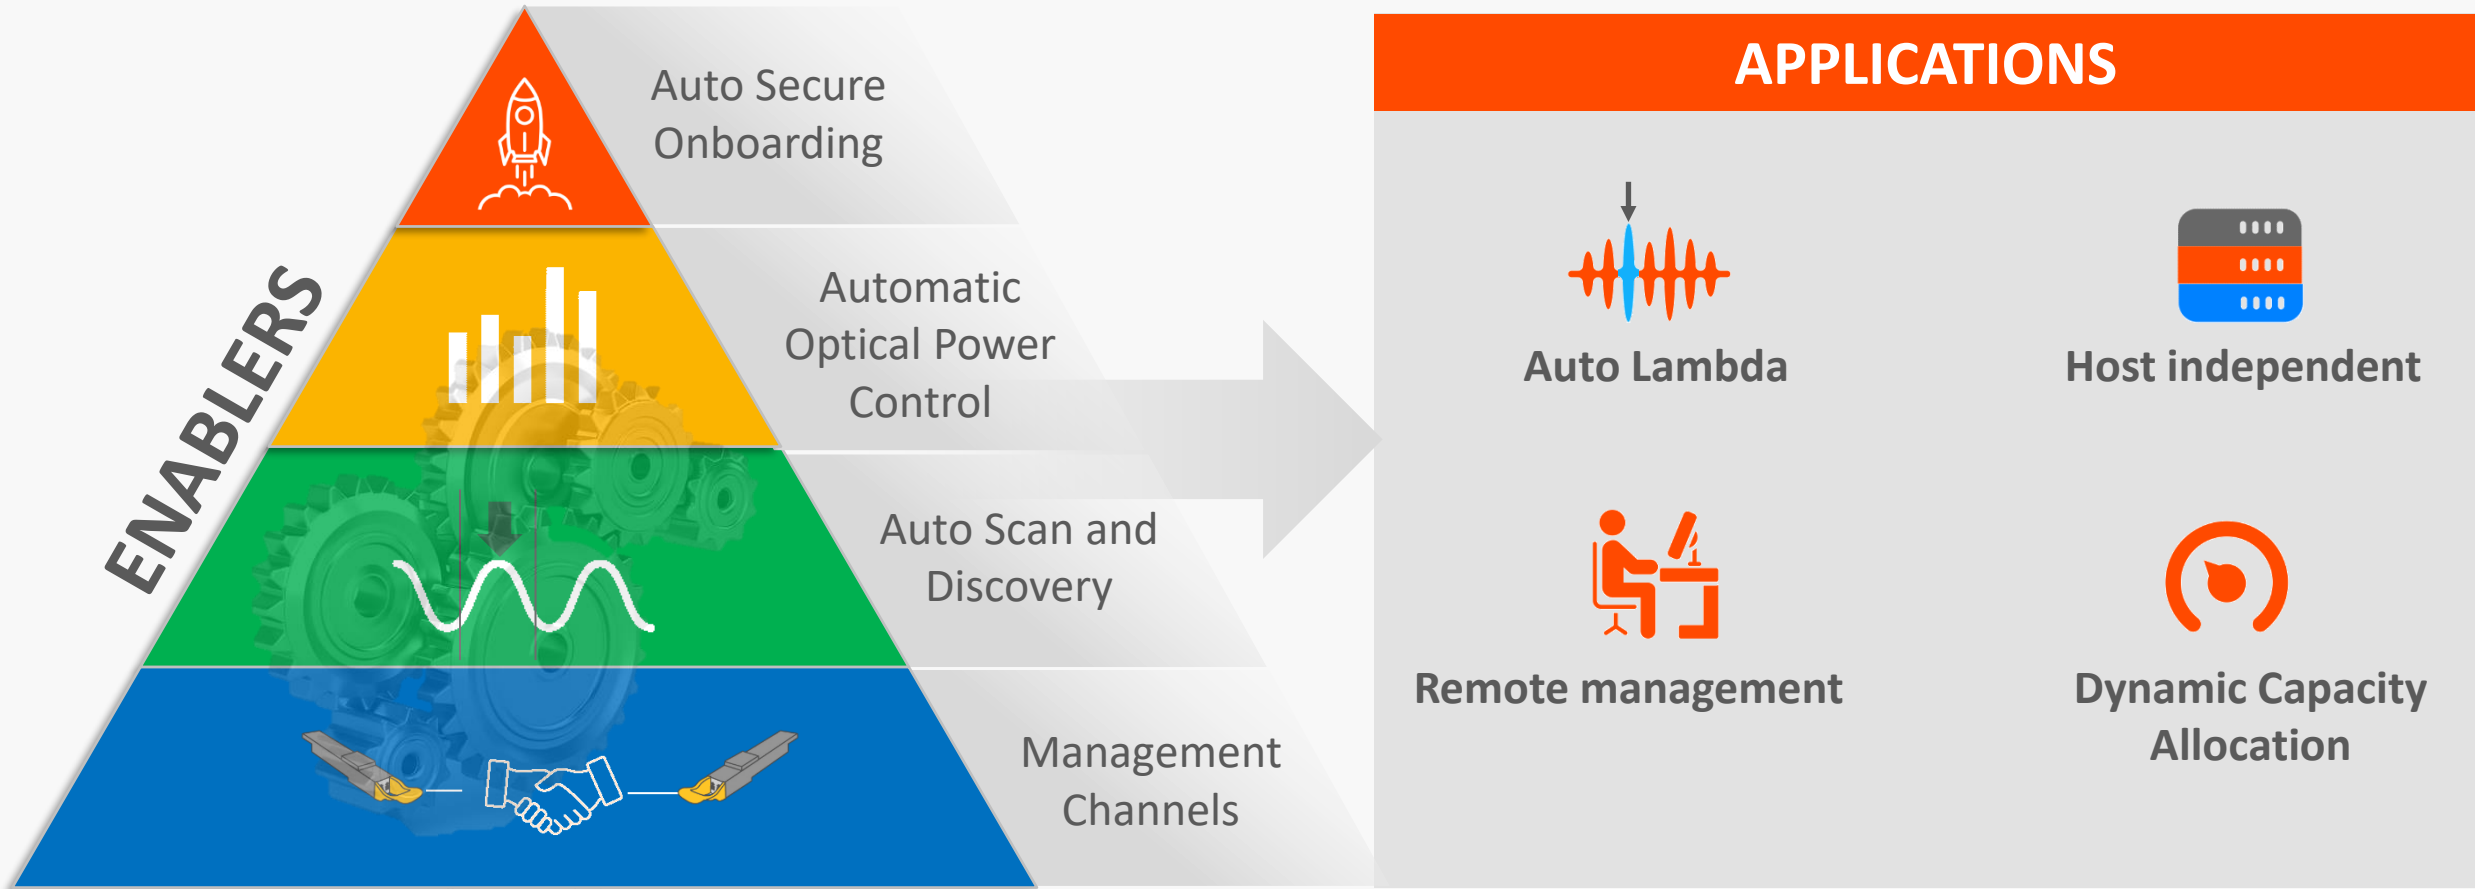 ENABLERS
Auto Secure
Onboarding
Automatic
Optical Power
Control
Auto Scan and
Discovery
Management
Channels
APPLICATIONS
Auto Lambda
Host independent
Remote management
Dynamic Capacity
Allocation